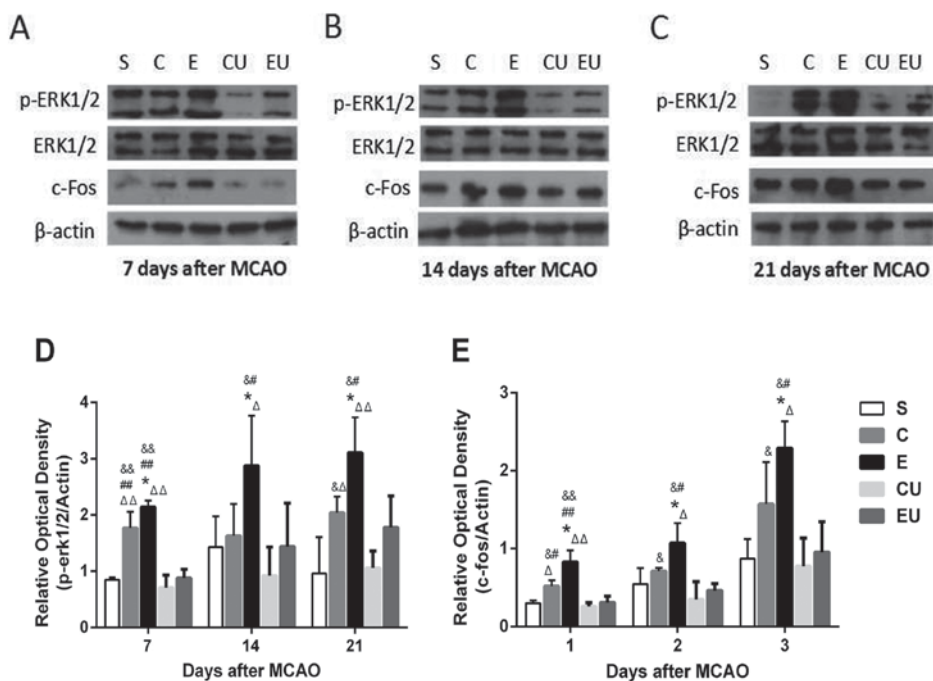 A
B
C
S C E CU EU
S C E CU EU
S C E CU EU
p-ERK1/2
ERK1/2
c-Fos
β-actin
7 days after MCAO
p-ERK1/2
ERK1/2
c-Fos
β-actin
14 days after MCAO
p-ERK1/2
ERK1/2
c-Fos
β-actin
21 days after MCAO
D
Relative Optical Density
(p-erk1/2/Actin)
4
3
2
1
0
&&
##
ΔΔ
&&
##
* ΔΔ
&#
* Δ
&Δ
&#
* ΔΔ
7 14 21
Days after MCAO
E
Relative Optical Density
(c-fos/Actin)
3
2
1
0
&#
Δ
&&
##
* ΔΔ
&
&#
* Δ
&
&#
* Δ
1 2 3
Days after MCAO
S
C
E
CU
EU